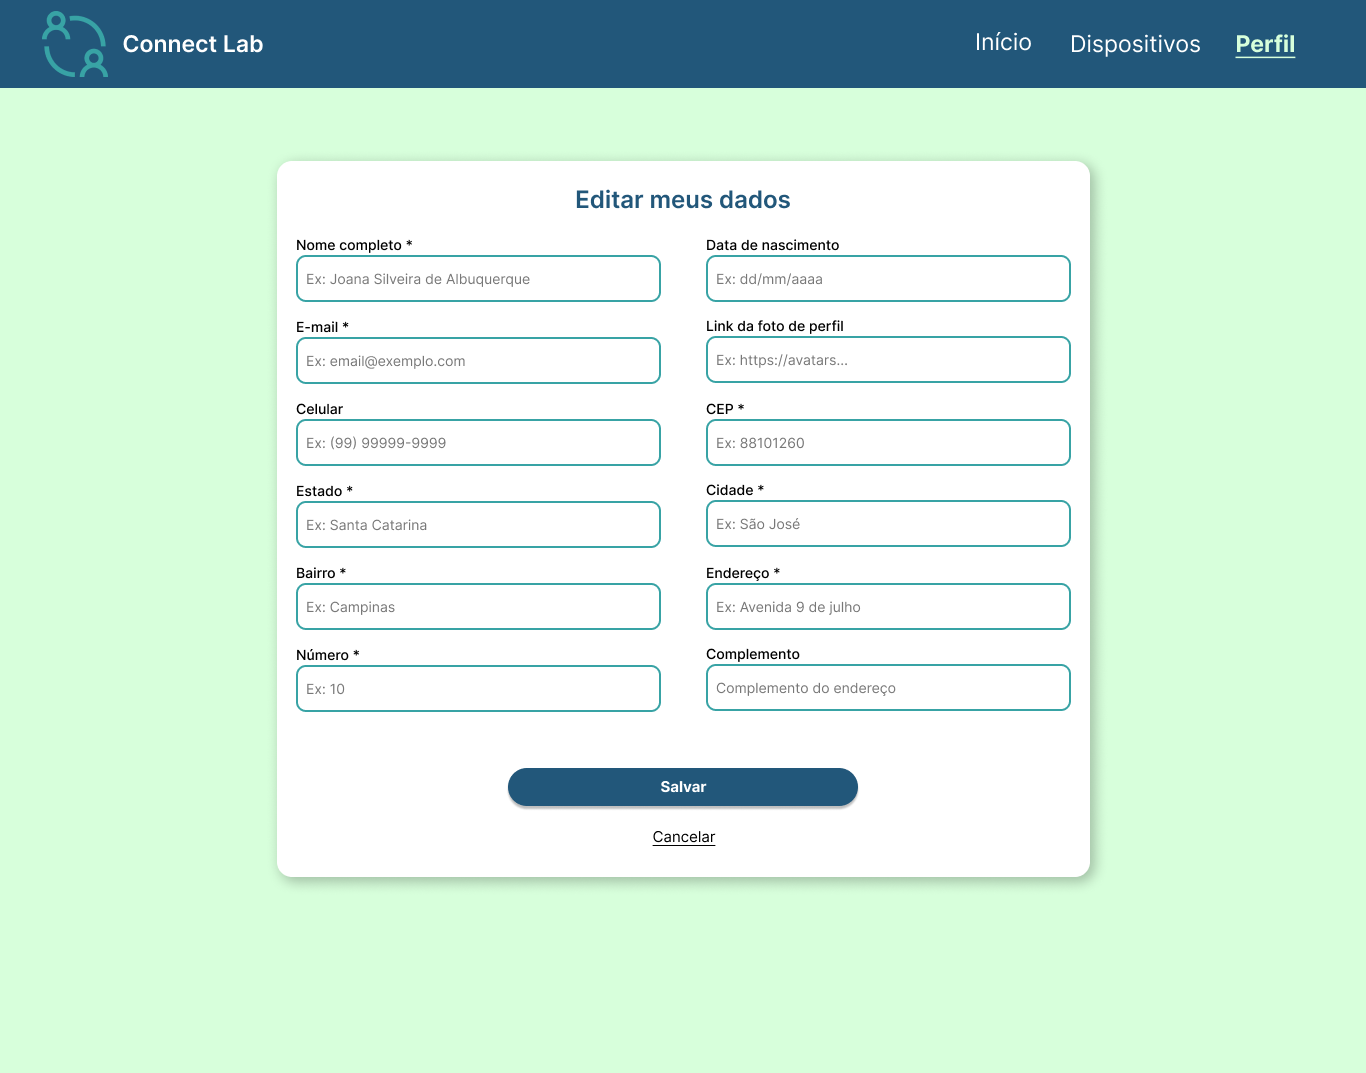 Connect Lab
Início
Dispositivos
Perfil
Editar meus dados
Nome completo *
Ex: Joana Silveira de Albuquerque
Data de nascimento
Ex: dd/mm/aaaa
E-mail *
Ex: email@exemplo.com
Link da foto de perfil
Ex: https://avatars...
Celular
Ex: (99) 99999-9999
CEP *
Ex: 88101260
Estado *
Ex: Santa Catarina
Cidade *
Ex: São José
Bairro *
Ex: Campinas
Endereço *
Ex: Avenida 9 de julho
Número *
Ex: 10
Complemento
Complemento do endereço
Salvar
Cancelar